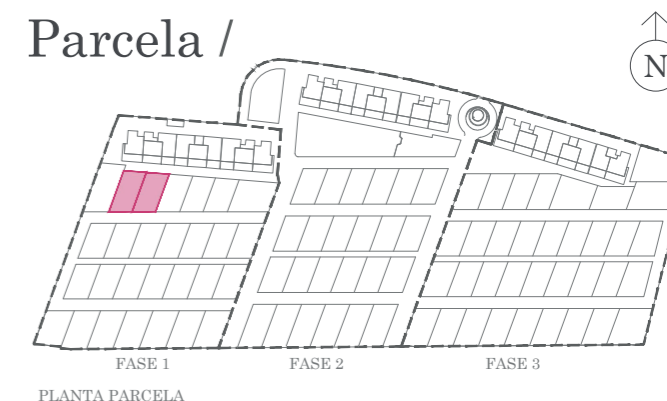 Parcela /
N
FASE 1
FASE 2
FASE 3
PLANTA PARCELA